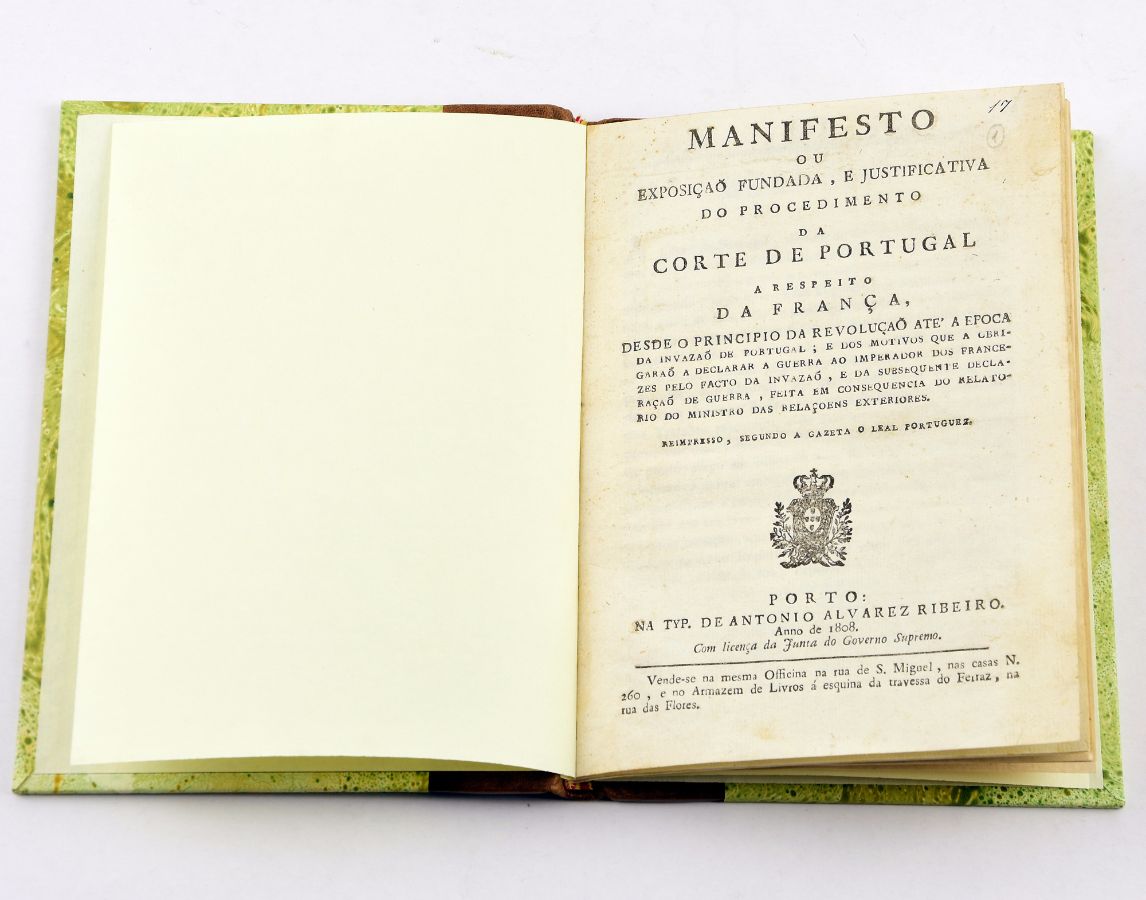 17
1
MANIFESTO
OU
EXPOSIÇAÕ FUNDADA , E JUSTIFICATIVA
DO PROCEDIMENTO
DA
CORTE DE PORTUGAL
A RESPEITO
DA FRANÇA,
DESDE O PRINCIPIO DA REVOLUÇAÕ ATE' A EPOCA
DA INVAZAÕ DE PORTUGAL ; E DOS MOTIVOS QUE A OBRI-
GARAÕ A DECLARAR A GUERRA AO IMPERADOR DOS FRANCE-
ZES PELO FACTO DA INVAZAÕ , E DA SUBSEQUENTE DECLA-
RAÇAÕ DE GUERRA , FEITA EM CONSEQUENCIA DO RELATO-
RIO DO MINISTRO DAS RELAÇOENS EXTERIORES.
REIMPRESSO , SEGUNDO A GAZETA O LEAL PORTUGUEZ.
PORTO:
NA TYP. DE ANTONIO ALVAREZ RIBEIRO.
Anno de 1808.
Com licença da Junta do Governo Supremo.
Vende-se na mesma Officina na rua de S. Miguel , nas casas N.
260 , e no Armazem de Livros á esquina da travessa do Ferraz , na
rua das Flores.